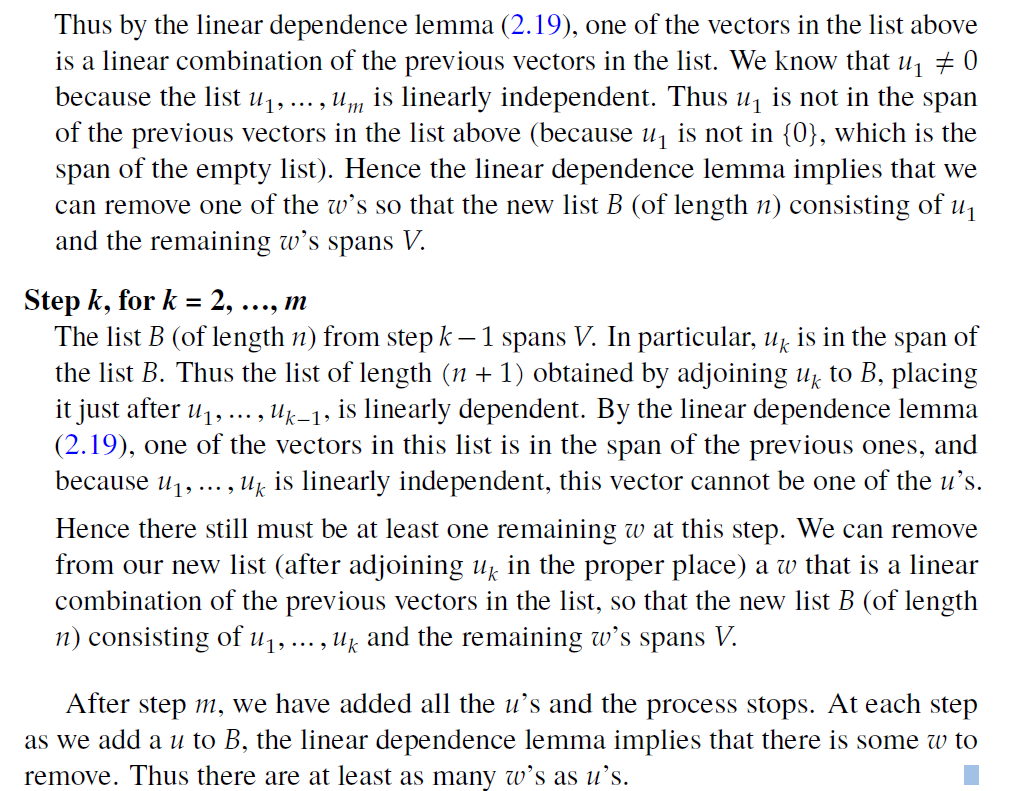 Thus by the linear dependence lemma (2.19), one of the vectors in the list above
is a linear combination of the previous vectors in the list. We know that u₁ ≠ 0
because the list u₁, … , uₘ is linearly independent. Thus u₁ is not in the span
of the previous vectors in the list above (because u₁ is not in {0}, which is the
span of the empty list). Hence the linear dependence lemma implies that we
can remove one of the w’s so that the new list B (of length n) consisting of u₁
and the remaining w’s spans V.
Step k, for k = 2, …, m
The list B (of length n) from step k − 1 spans V. In particular, uₖ is in the span of
the list B. Thus the list of length (n + 1) obtained by adjoining uₖ to B, placing
it just after u₁, … , uₖ₋₁, is linearly dependent. By the linear dependence lemma
(2.19), one of the vectors in this list is in the span of the previous ones, and
because u₁, … , uₖ is linearly independent, this vector cannot be one of the u’s.
Hence there still must be at least one remaining w at this step. We can remove
from our new list (after adjoining uₖ in the proper place) a w that is a linear
combination of the previous vectors in the list, so that the new list B (of length
n) consisting of u₁, … , uₖ and the remaining w’s spans V.
After step m, we have added all the u’s and the process stops. At each step
as we add a u to B, the linear dependence lemma implies that there is some w to
remove. Thus there are at least as many w’s as u’s.